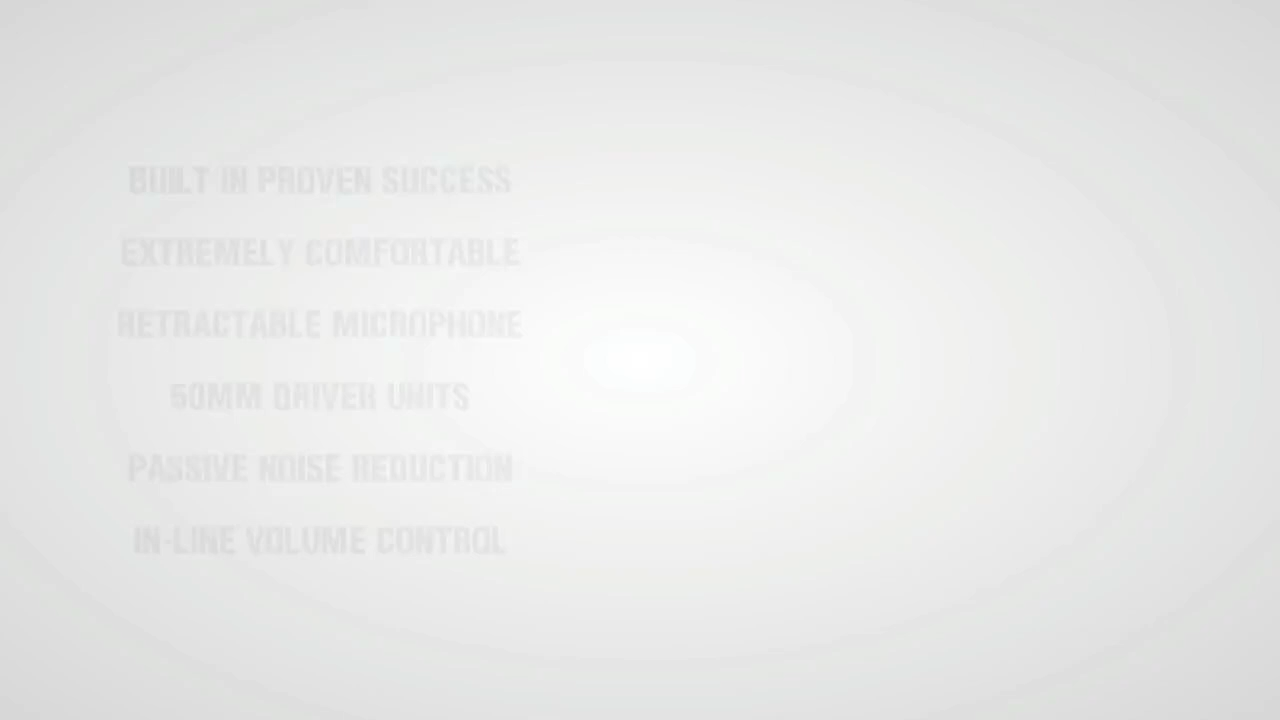 BUILT IN PROVEN SUCCESS
EXTREMELY COMFORTABLE
RETRACTABLE MICROPHONE
50MM DRIVER UNITS
PASSIVE NOISE REDUCTION
IN-LINE VOLUME CONTROL